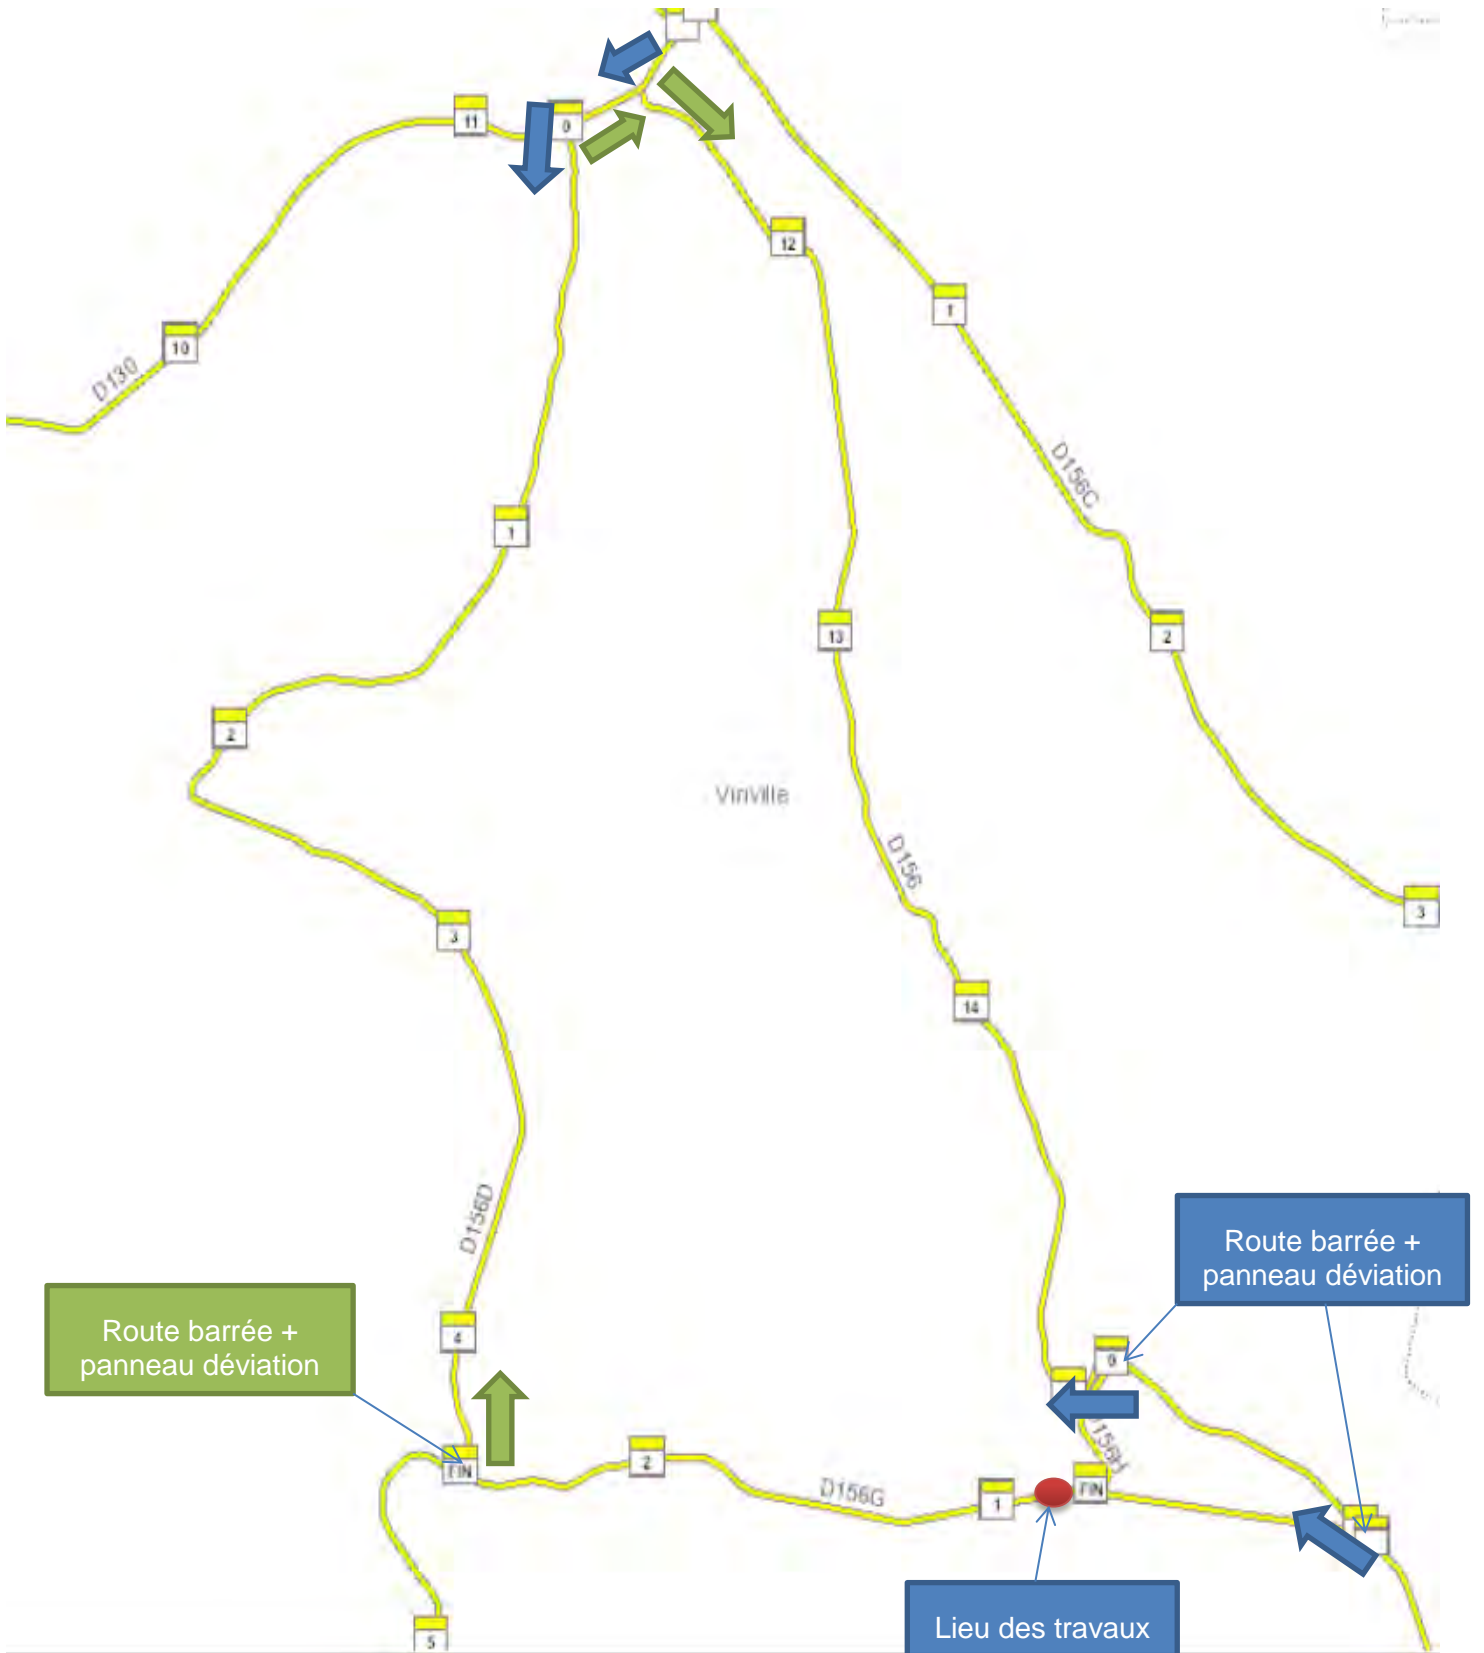 11
0
12
1
10
D130
D156C
1
13
2
2
VinVille
D156
3
3
14
D156D
Route barrée +
panneau déviation
Route barrée +
panneau déviation
4
0
D156H
FIN
2
D156G
FIN
1
5
Lieu des travaux